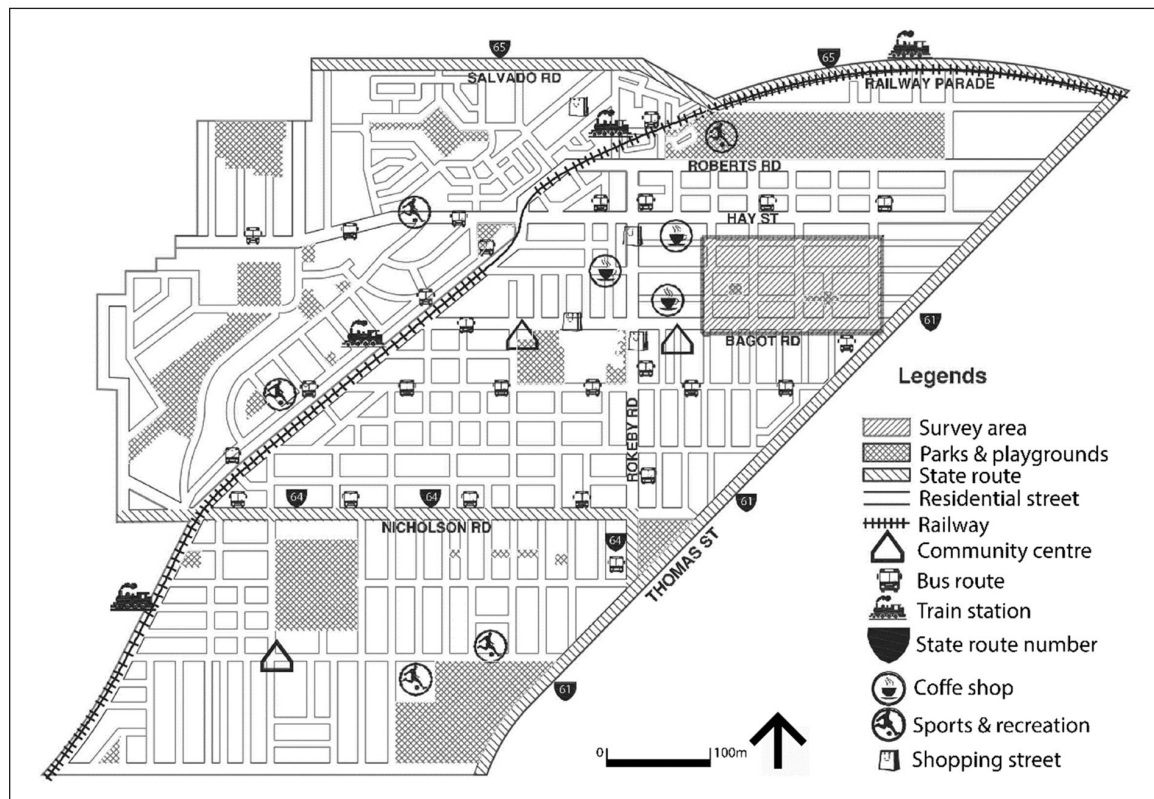 65
SALVADO RD
65
RAILWAY PARADE
ROBERTS RD
HAY ST
BAGOT RD
61
ROKEBY RD
64
64
NICHOLSON RD
61
64
THOMAS ST
61
Legends
Survey area
Parks & playgrounds
State route
Residential street
Railway
Community centre
Bus route
Train station
State route number
Coffe shop
Sports & recreation
Shopping street
0
100m